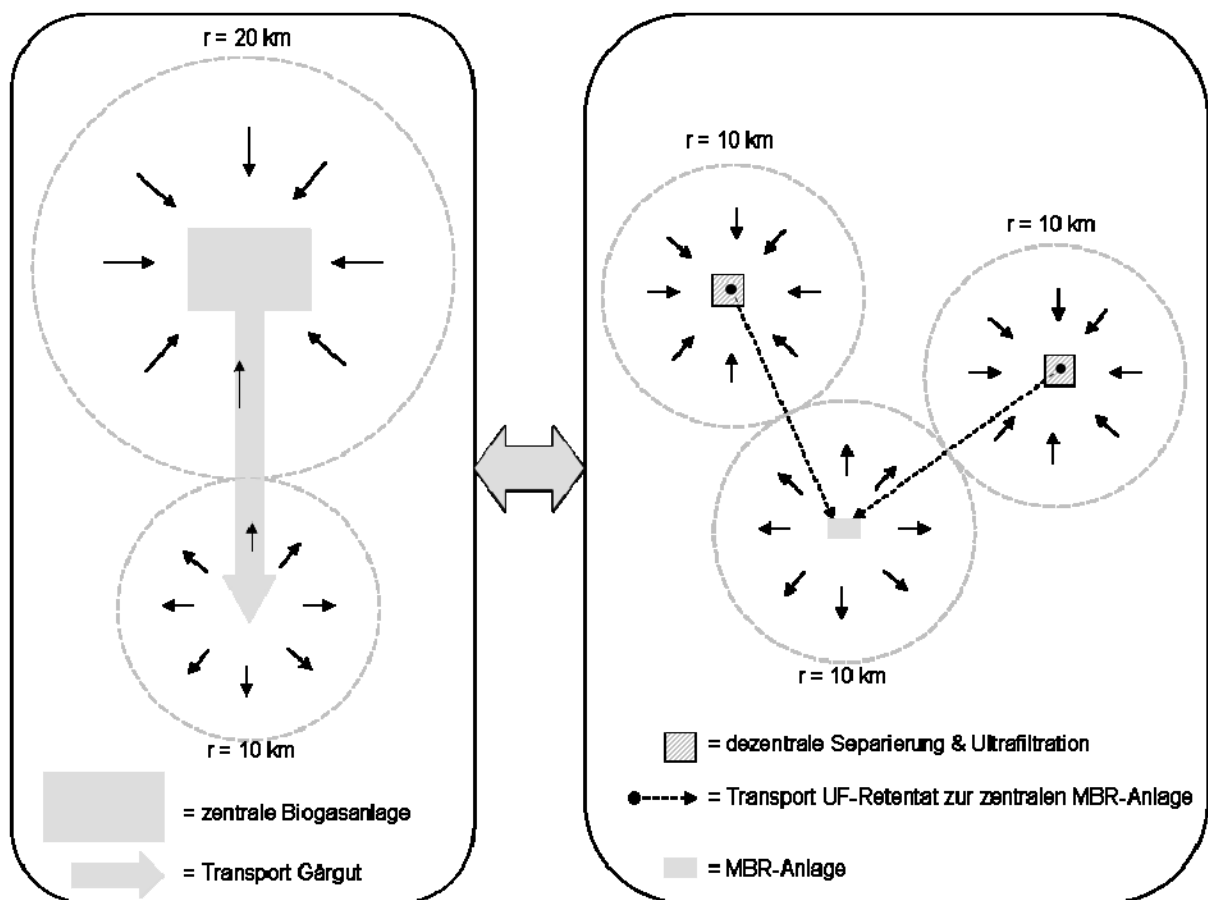 r = 20 km
r = 10 km
= zentrale Biogasanlage
= Transport Gärgut
r = 10 km
r = 10 km
r = 10 km
= dezentrale Separierung & Ultrafiltration
= Transport UF-Retentat zur zentralen MBR-Anlage
= MBR-Anlage